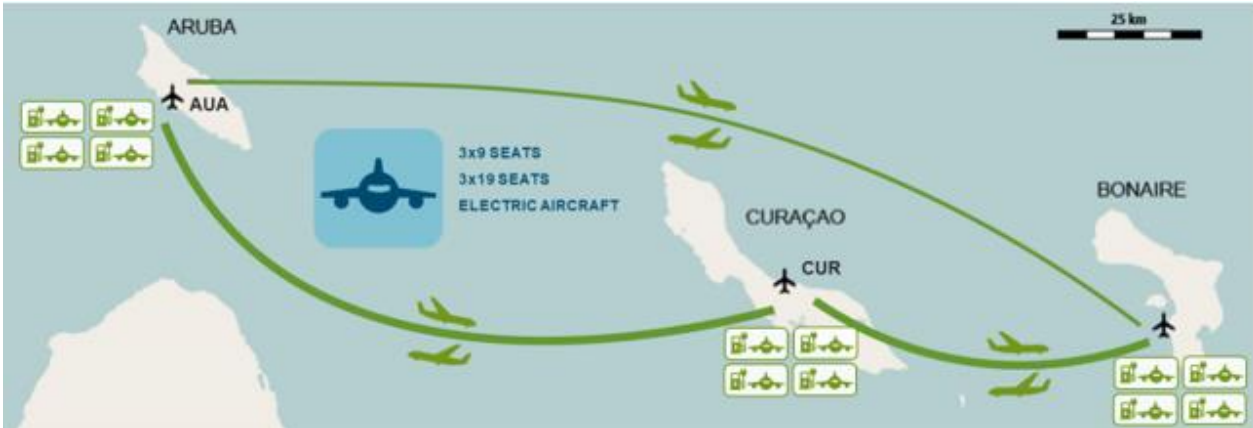 ARUBA
25 km
AUA
3x9 SEATS
3x19 SEATS
ELECTRIC AIRCRAFT
BONAIRE
CURAÇAO
CUR